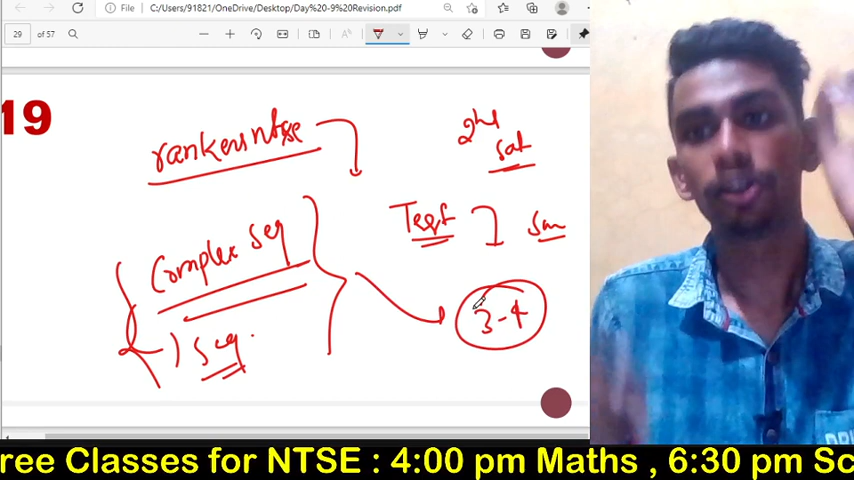 File
C:/Users/91821/OneDrive/Desktop/Day%20-9%20Revision.pdf
29 of 57
19
rankersntse
2nd
sat
Test
Sun
Complex Seq
3-4
) Seq.
ree Classes for NTSE : 4:00 pm Maths , 6:30 pm Sc